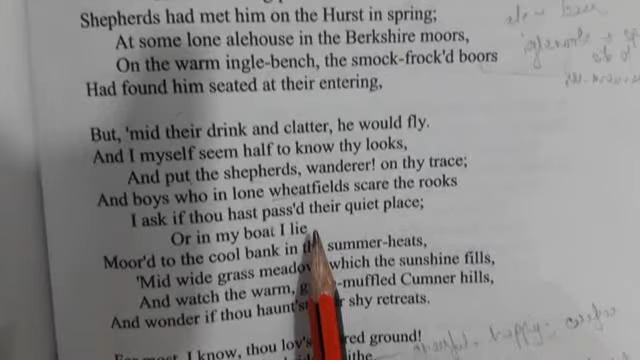 Shepherds had met him on the Hurst in spring;
At some lone alehouse in the Berkshire moors,
On the warm ingle-bench, the smock-frock'd boors
Had found him seated at their entering,
But, 'mid their drink and clatter, he would fly.
And I myself seem half to know thy looks,
And put the shepherds, wanderer! on thy trace;
And boys who in lone wheatfields scare the rooks
I ask if thou hast pass'd their quiet place;
Or in my boat I lie
Moor'd to the cool bank in the summer-heats,
'Mid wide grass meadows which the sunshine fills,
And watch the warm, muffled Cumner hills,
And wonder if thou haunt'st shy retreats.
I know, thou lov'st ground!